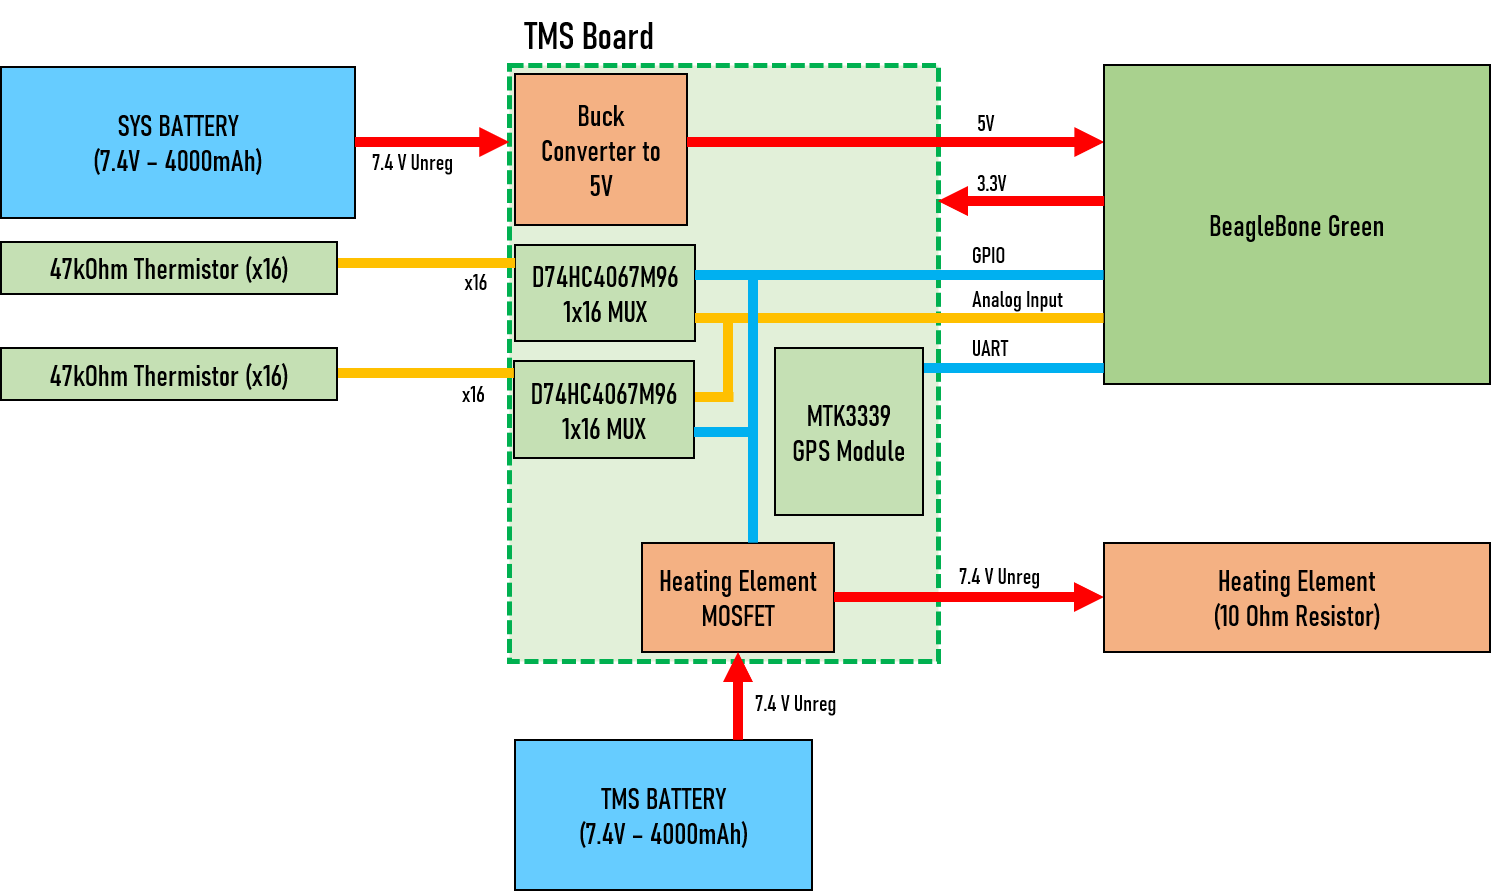 TMS Board
SYS BATTERY
(7.4V – 4000mAh)
7.4 V Unreg
Buck
Converter to
5V
5V
3.3V
BeagleBone Green
47kOhm Thermistor (x16)
x16
D74HC4067M96
1x16 MUX
GPIO
Analog Input
UART
47kOhm Thermistor (x16)
x16
D74HC4067M96
1x16 MUX
MTK3339
GPS Module
Heating Element
MOSFET
7.4 V Unreg
Heating Element
(10 Ohm Resistor)
7.4 V Unreg
TMS BATTERY
(7.4V – 4000mAh)